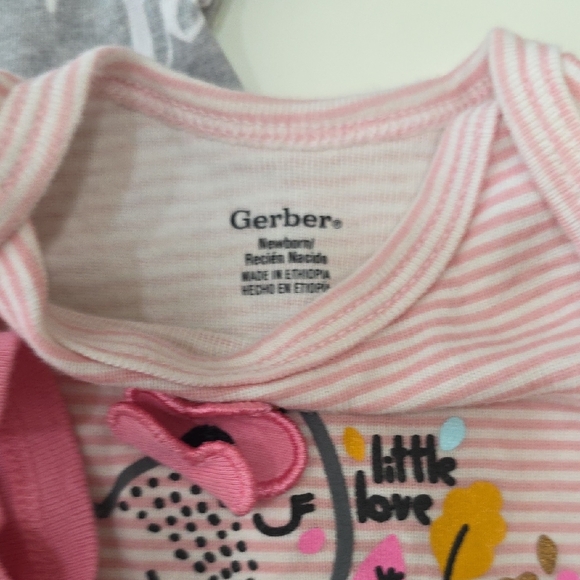 Gerber®
Newborn/
Recién Nacido
MADE IN ETHIOPIA
HECHO EN ETIOPÍA
little
love